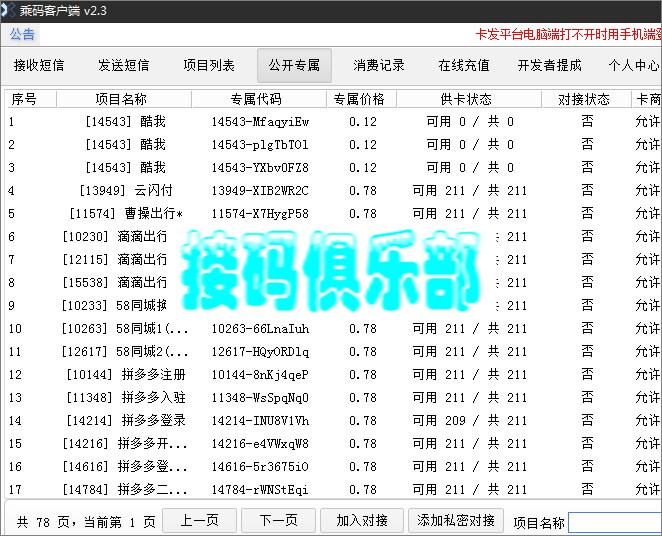 乘码客户端 v2.3
公告 卡发平台电脑端打不开时用手机端
接收短信 发送短信 项目列表 公开专属 消费记录 在线充值 开发者提成 个人中心
序号 项目名称 专属代码 专属价格 供卡状态 对接状态 卡商
1 [14543] 酷我 14543-MfaqyiEw 0.12 可用 0 / 共 0 否 允许
2 [14543] 酷我 14543-plgTbTOl 0.12 可用 0 / 共 0 否 允许
3 [14543] 酷我 14543-YXbvOFZ8 0.12 可用 0 / 共 0 否 允许
4 [13949] 云闪付 13949-XIB2WR2C 0.78 可用 211 / 共 211 否 允许
5 [11574] 曹操出行* 11574-X7HygP58 0.78 可用 211 / 共 211 否 允许
6 [10230] 滴滴出行 211 否 允许
7 [12115] 滴滴出行 211 否 允许
8 [15538] 滴滴出行 211 否 允许
接码俱乐部
9 [10233] 58同城 211 否 允许
10 [10263] 58同城1(... 10263-66LnaIuh 0.78 可用 211 / 共 211 否 允许
11 [12617] 58同城2(... 12617-HQyORDlq 0.78 可用 211 / 共 211 否 允许
12 [10144] 拼多多注册 10144-8nKj4qeP 0.78 可用 211 / 共 211 否 允许
13 [11348] 拼多多入驻 11348-WsSpqNq0 0.78 可用 211 / 共 211 否 允许
14 [14214] 拼多多登录 14214-INU8V1Vh 0.78 可用 209 / 共 211 否 允许
15 [14216] 拼多多开... 14216-e4VWxqW8 0.78 可用 211 / 共 211 否 允许
16 [14616] 拼多多登... 14616-5r3675iO 0.78 可用 211 / 共 211 否 允许
17 [14784] 拼多多二... 14784-rWNStEqi 0.78 可用 211 / 共 211 否 允许
共 78 页，当前第 1 页 上一页 下一页 加入对接 添加私密对接 项目名称